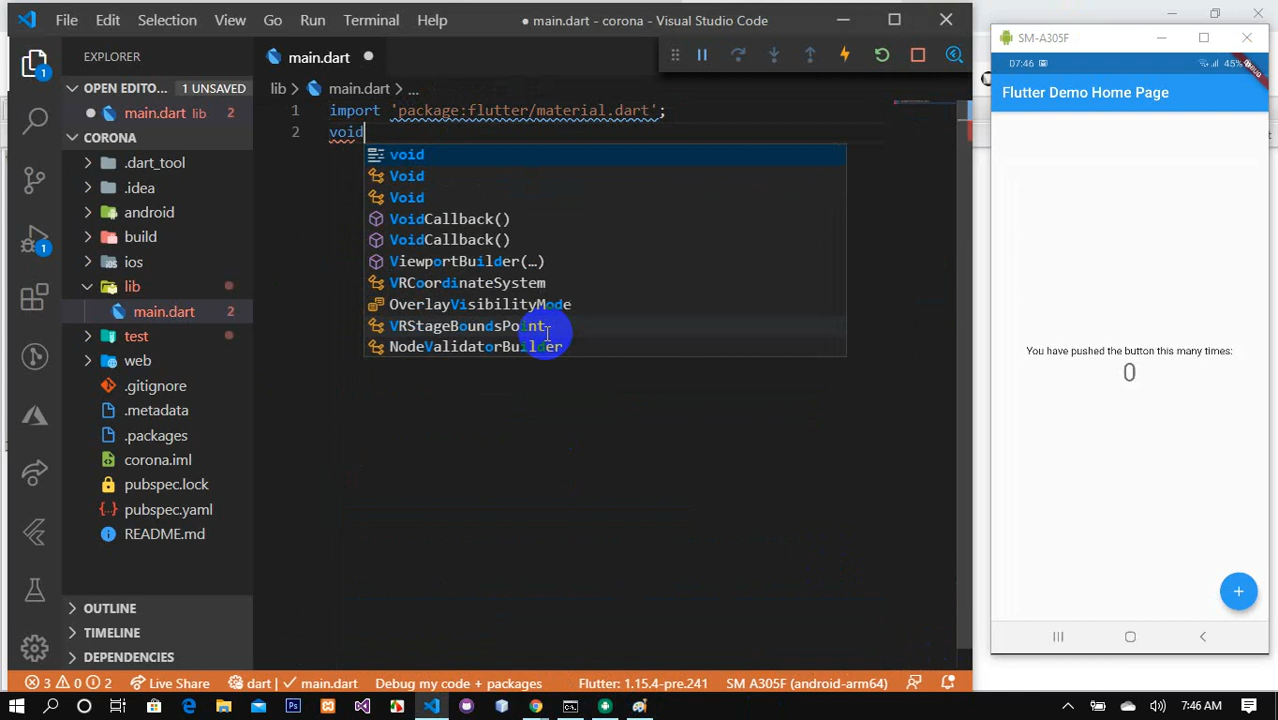 File Edit Selection View Go Run Terminal Help
● main.dart - corona - Visual Studio Code
EXPLORER
OPEN EDITO... 1 UNSAVED
main.dart lib 2
CORONA
.dart_tool
.idea
android
build
ios
lib
main.dart 2
test
web
.gitignore
.metadata
.packages
corona.iml
pubspec.lock
pubspec.yaml
README.md
OUTLINE
TIMELINE
DEPENDENCIES
1
1
main.dart
lib > main.dart > ...
1 import 'package:flutter/material.dart';
2 void
void
Void
Void
VoidCallback()
VoidCallback()
ViewportBuilder(…)
VRCoordinateSystem
OverlayVisibilityMode
VRStageBoundsPoint
NodeValidatorBuilder
3 0 2 Live Share dart | ✓ main.dart Debug my code + packages Flutter: 1.15.4-pre.241 SM A305F (android-arm64)
SM-A305F
07:46 45%
Flutter Demo Home Page
You have pushed the button this many times:
0
+
7:46 AM